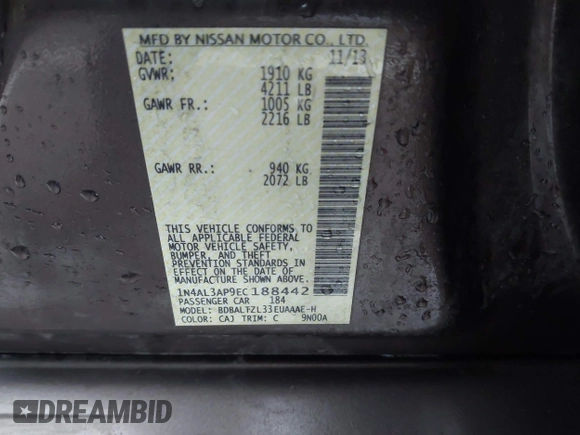 MFD BY NISSAN MOTOR CO., LTD.
DATE: 11/13
GVWR: 1910 KG
4211 LB
GAWR FR.: 1005 KG
2216 LB
GAWR RR.: 940 KG
2072 LB
THIS VEHICLE CONFORMS TO
ALL APPLICABLE FEDERAL
MOTOR VEHICLE SAFETY,
BUMPER, AND THEFT
PREVENTION STANDARDS IN
EFFECT ON THE DATE OF
MANUFACTURE SHOWN ABOVE.
1N4AL3AP9EC188442
PASSENGER CAR 184
MODEL: BDBALFZL33EUAAAE-H
COLOR: CAJ TRIM: C 9N00A
DREAMBID